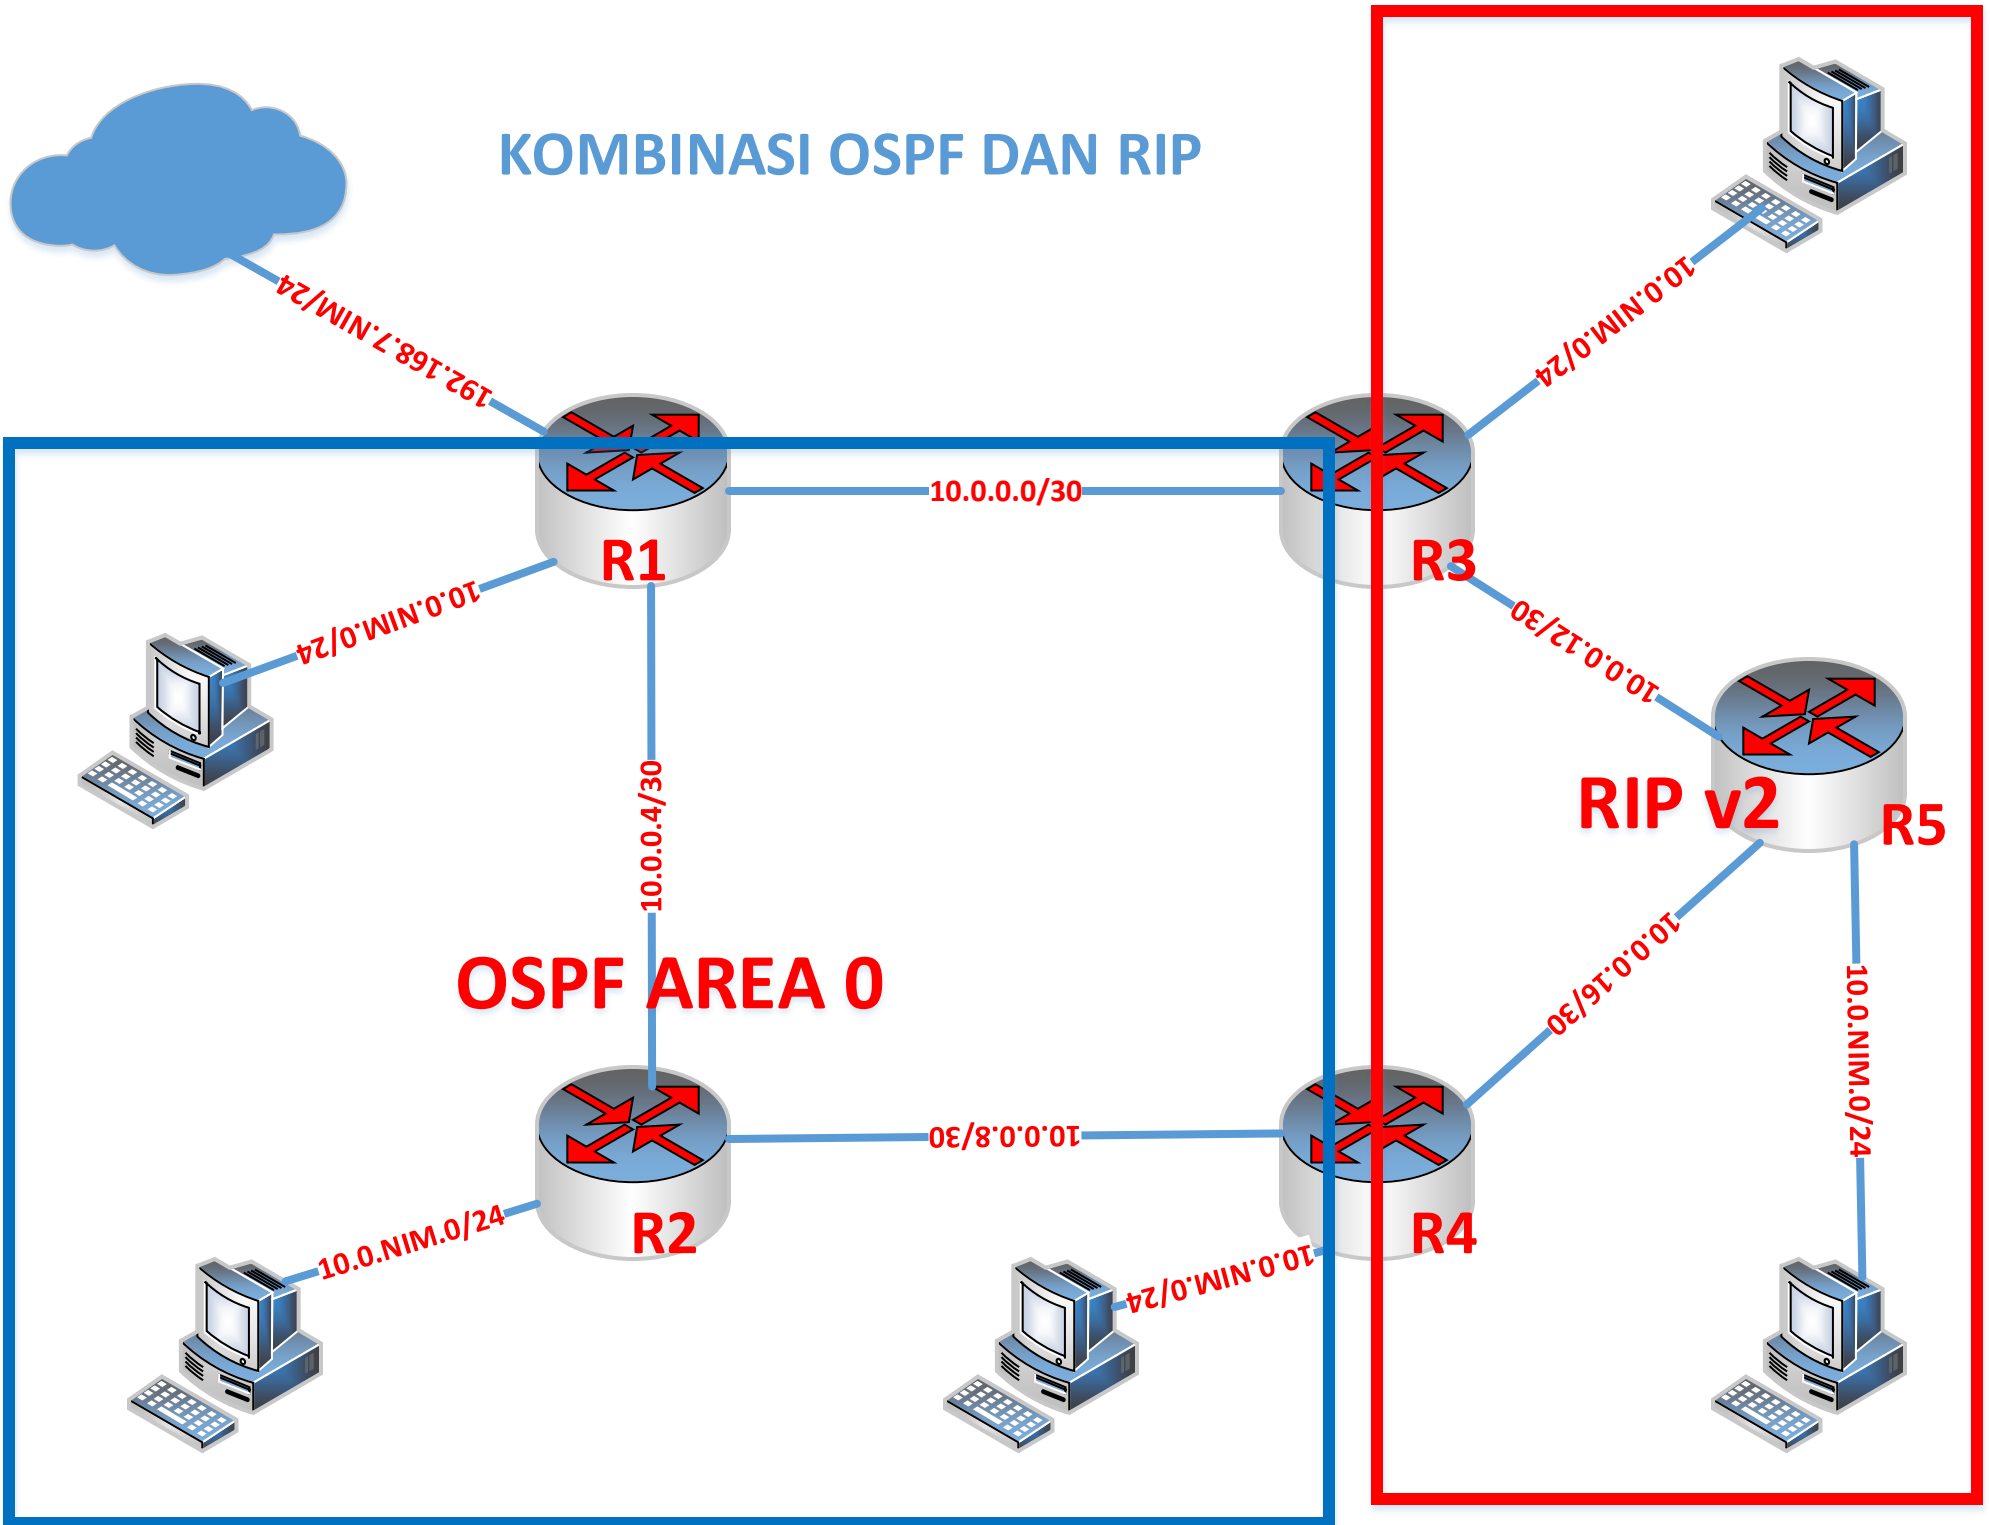 KOMBINASI OSPF DAN RIP
192.168.7.NIM/24
10.0.NIM.0/24
10.0.0.0/30
R1
R3
10.0.NIM.0/24
10.0.0.12/30
10.0.0.4/30
RIP v2
R5
OSPF AREA 0
10.0.0.16/30
10.0.NIM.0/24
10.0.0.8/30
R2
R4
10.0.NIM.0/24
10.0.NIM.0/24